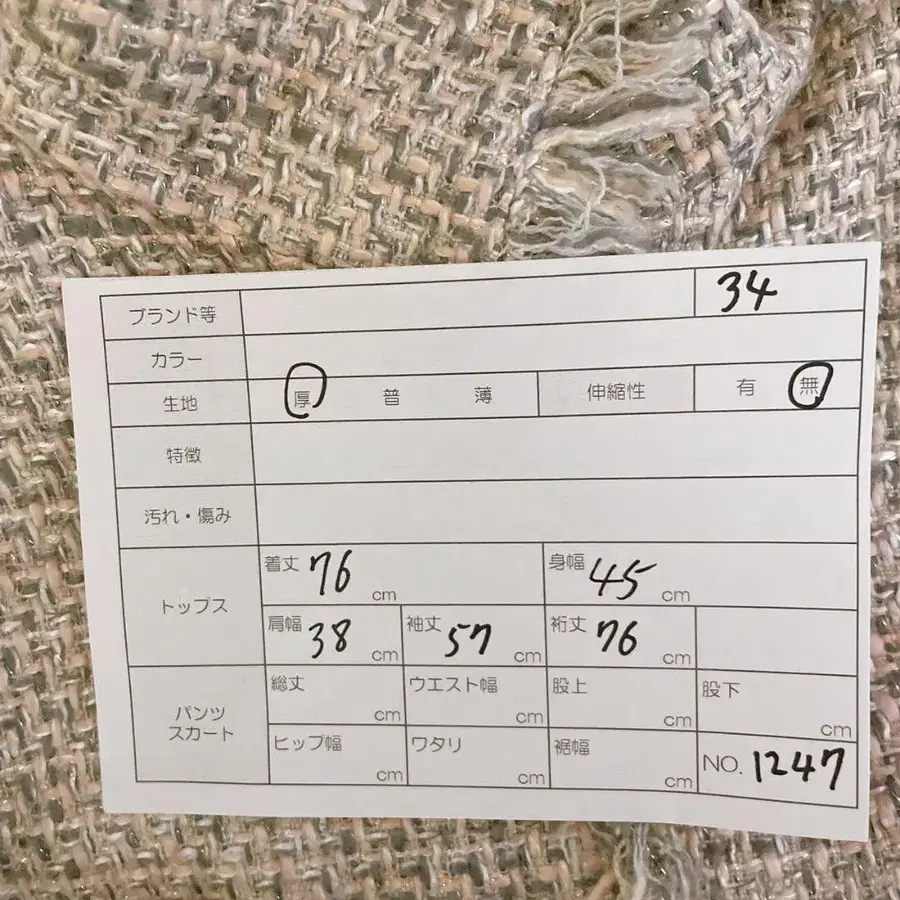 ブランド等 34
カラー
生地 厚 普 薄 伸縮性 有 無
特徴
汚れ・傷み
トップス
着丈 76 cm 身幅 45 cm
肩幅 38 cm 袖丈 57 cm 裄丈 76 cm
パンツ
スカート
総丈 cm ウエスト幅 cm 股上 cm 股下 cm
ヒップ幅 cm ワタリ cm 裾幅 cm NO. 1247